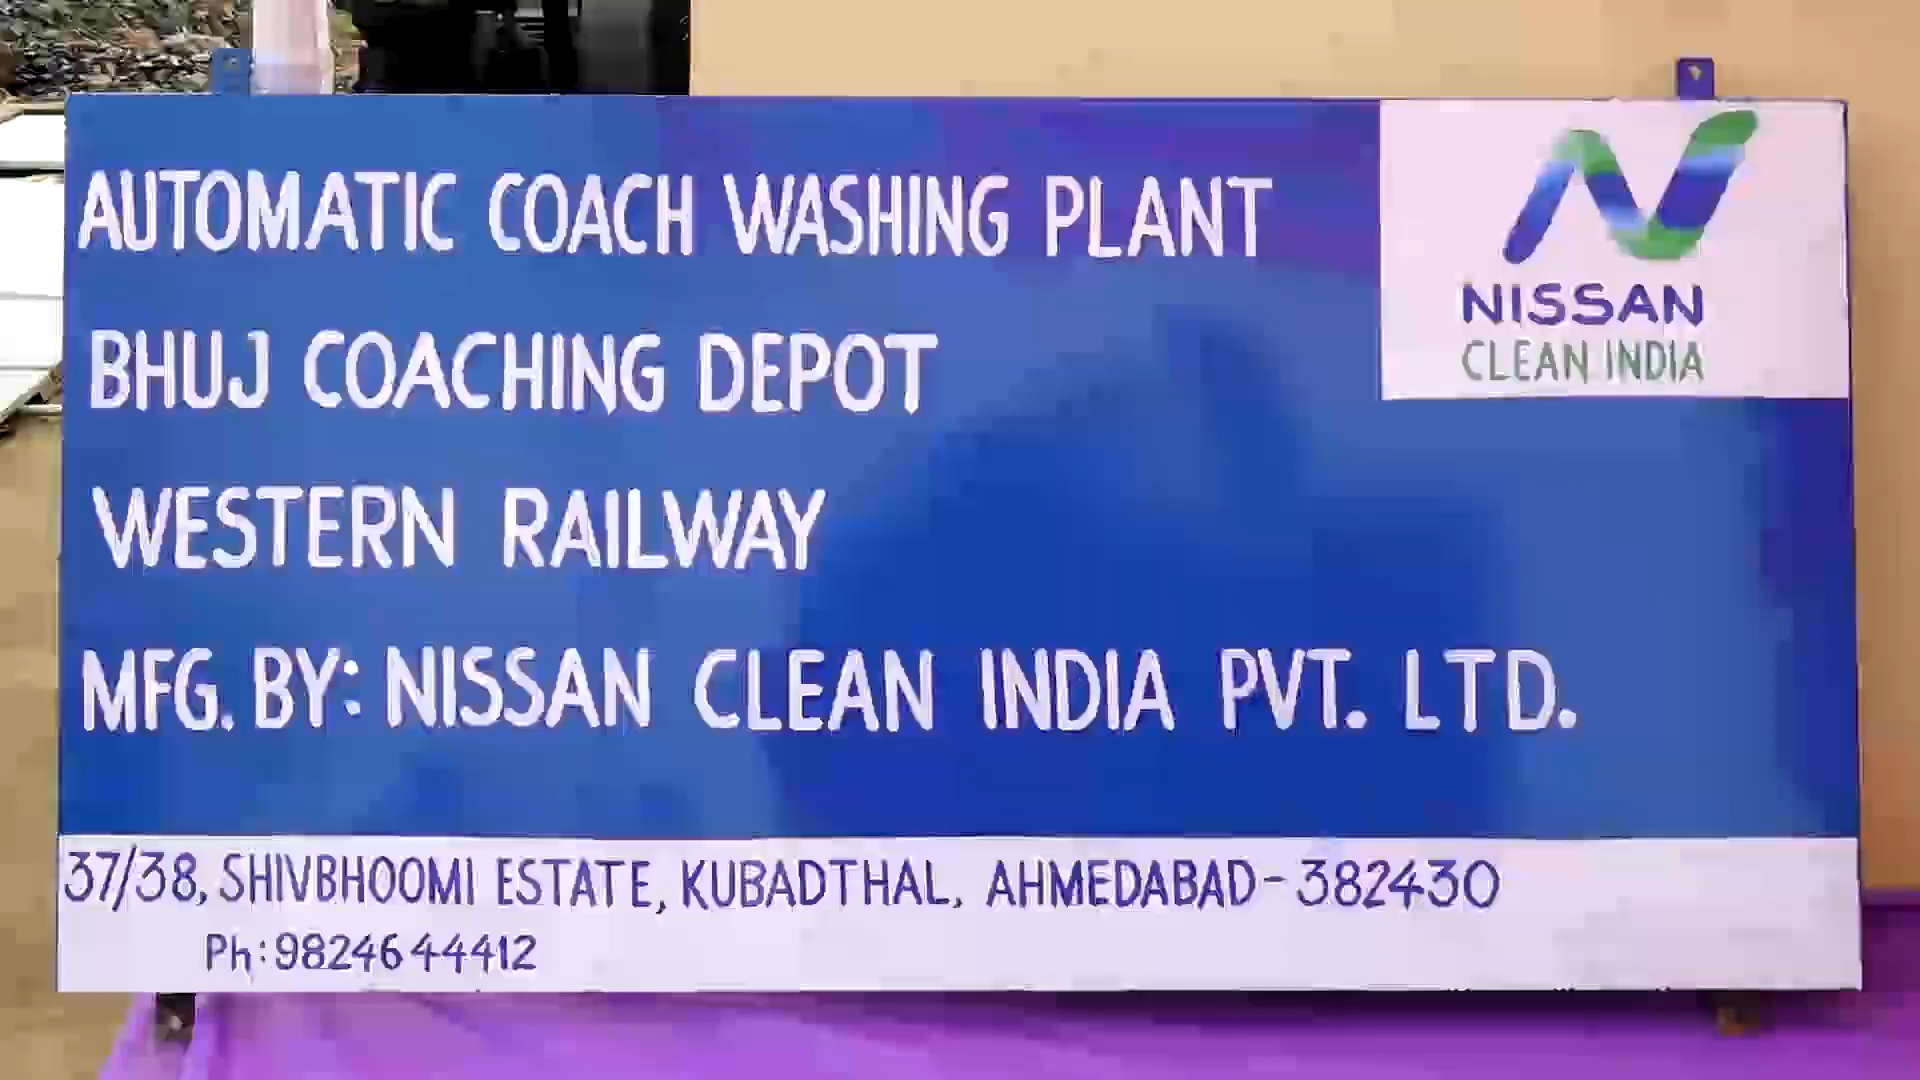 AUTOMATIC COACH WASHING PLANT
NISSAN
CLEAN INDIA
BHUJ COACHING DEPOT
WESTERN RAILWAY
MFG. BY: NISSAN CLEAN INDIA PVT. LTD.
37/38, SHIVBHOOMI ESTATE, KUBADTHAL, AHMEDABAD-382430
Ph:9824644412